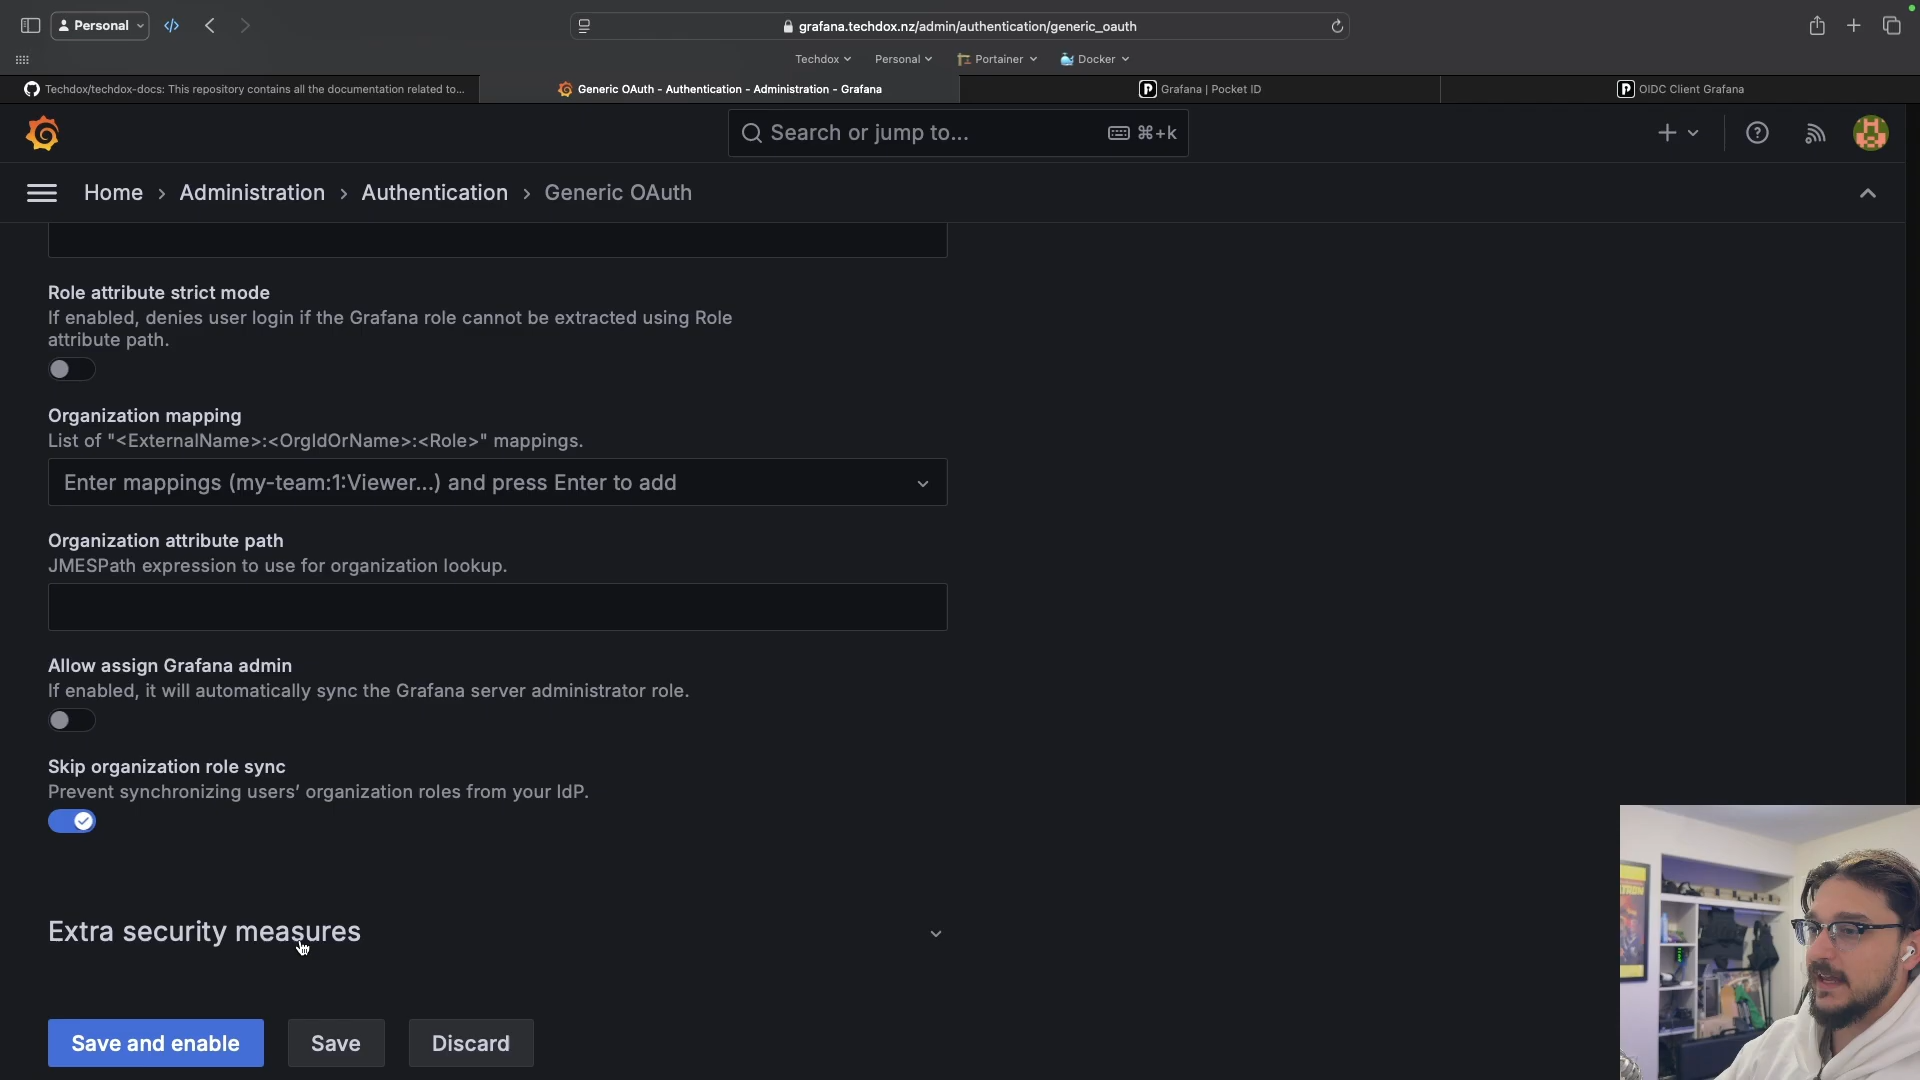 Personal
grafana.techdox.nz/admin/authentication/generic_oauth
Techdox
Personal
Portainer
Docker
Techdox/techdox-docs: This repository contains all the documentation related to...
Generic OAuth - Authentication - Administration - Grafana
Grafana | Pocket ID
OIDC Client Grafana
Search or jump to...
⌘+k
Home › Administration › Authentication › Generic OAuth
Role attribute strict mode
If enabled, denies user login if the Grafana role cannot be extracted using Role
attribute path.
Organization mapping
List of "<ExternalName>:<OrgIdOrName>:<Role>" mappings.
Enter mappings (my-team:1:Viewer...) and press Enter to add
Organization attribute path
JMESPath expression to use for organization lookup.
Allow assign Grafana admin
If enabled, it will automatically sync the Grafana server administrator role.
Skip organization role sync
Prevent synchronizing users’ organization roles from your IdP.
Extra security measures
Save and enable
Save
Discard